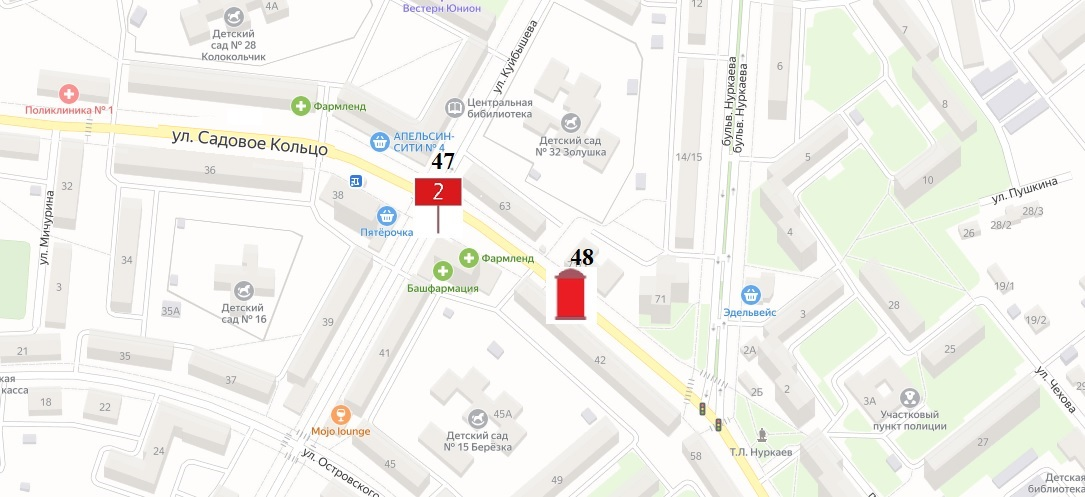 Вестерн Юнион
Детский
сад № 28
Колокольчик
Поликлиника № 1
Фармленд
ул. Куйбышева
Центральная
бибилиотека
АПЕЛЬСИН-
СИТИ № 4
ул. Садовое Кольцо
Детский сад
№ 32 Золушка
бульв. Нуркаева
бульв. Нуркаева
12
6
7
8
14/15
5
10
ул. Пушкина
28/3
28/2
26
4
36
32
38
47
2
63
Пятёрочка
ул. Мичурина
34
3
Фармленд
Башфармация
48
Детский
сад № 16
35А
39
71
Эдельвейс
3
28
19/1
19/2
21
35
37
41
42
2А
25
ул. Чехова
29
ская
касса
18
22
24
Mojo lounge
45А
Детский сад
№ 15 Берёзка
2Б
2
3А
Участковый
пункт полиции
27
Т.Л. Нуркаев
58
45
49
ул. Островского
Детская
библиотека